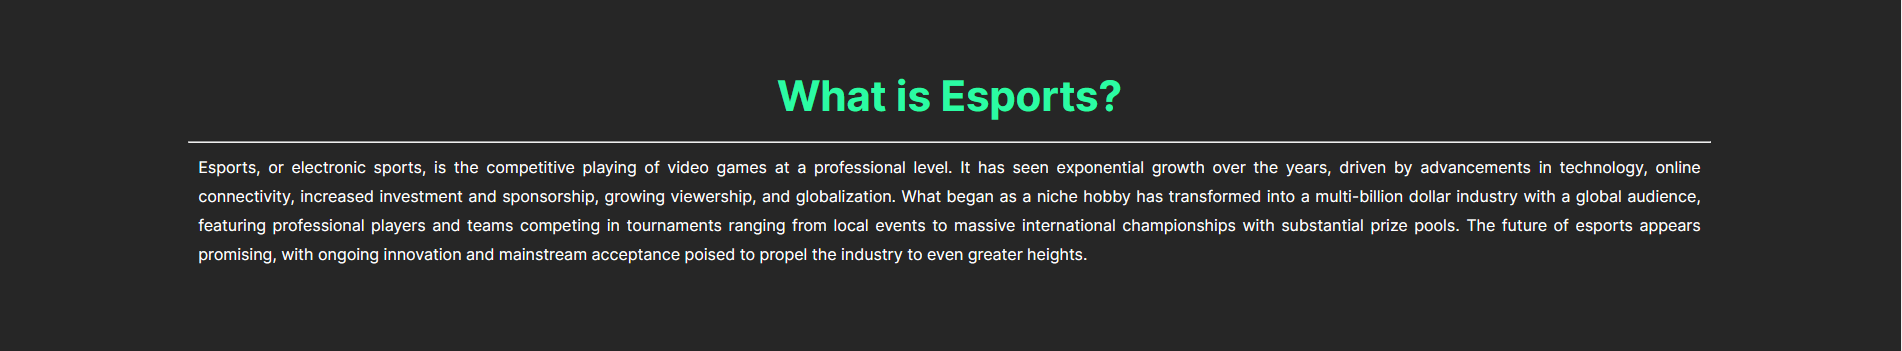 What is Esports?
Esports, or electronic sports, is the competitive playing of video games at a professional level. It has seen exponential growth over the years, driven by advancements in technology, online
connectivity, increased investment and sponsorship, growing viewership, and globalization. What began as a niche hobby has transformed into a multi-billion dollar industry with a global audience,
featuring professional players and teams competing in tournaments ranging from local events to massive international championships with substantial prize pools. The future of esports appears
promising, with ongoing innovation and mainstream acceptance poised to propel the industry to even greater heights.